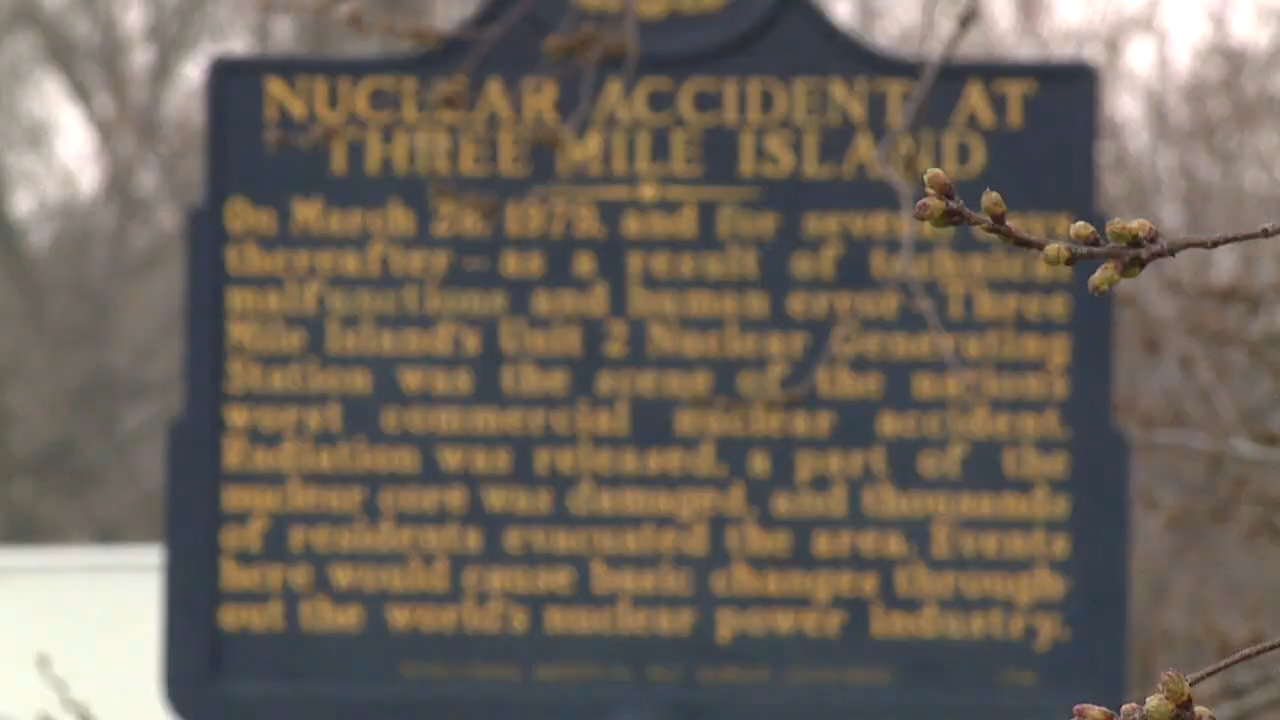 NUCLEAR ACCIDENT AT
THREE MILE ISLAND
On March 28, 1979, and for several days
thereafter — as a result of technical
malfunctions and human error — Three
Mile Island's Unit 2 Nuclear Generating
Station was the scene of the nation's
worst commercial nuclear accident.
Radiation was released, a part of the
nuclear core was damaged, and thousands
of residents evacuated the area. Events
here would cause basic changes through-
out the world's nuclear power industry.